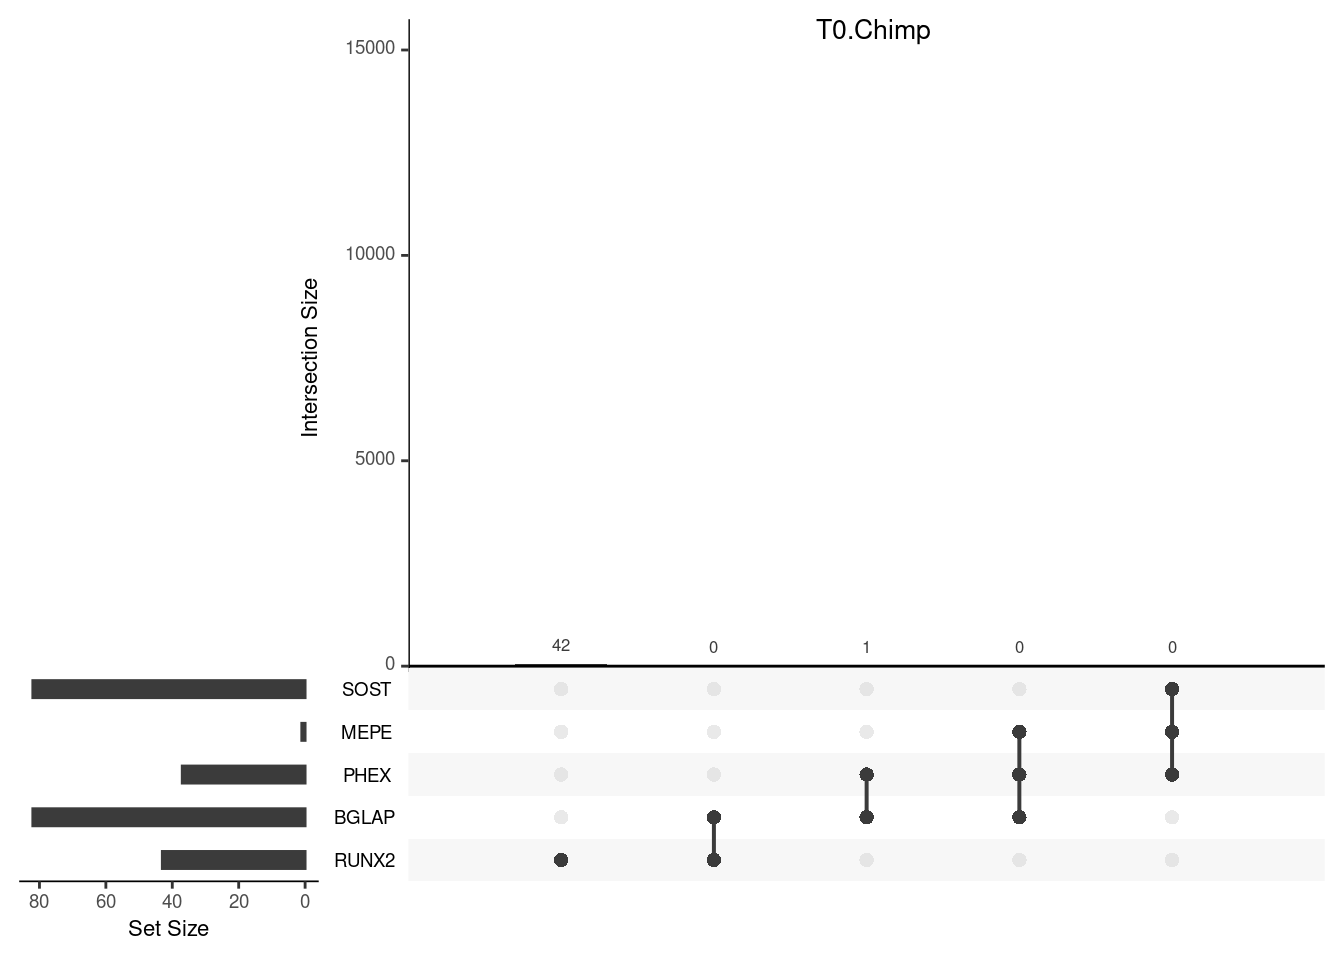 T0.Chimp
15000
10000
5000
0
Intersection Size
42 0 1 0 0
SOST
MEPE
PHEX
BGLAP
RUNX2
80 60 40 20 0
Set Size